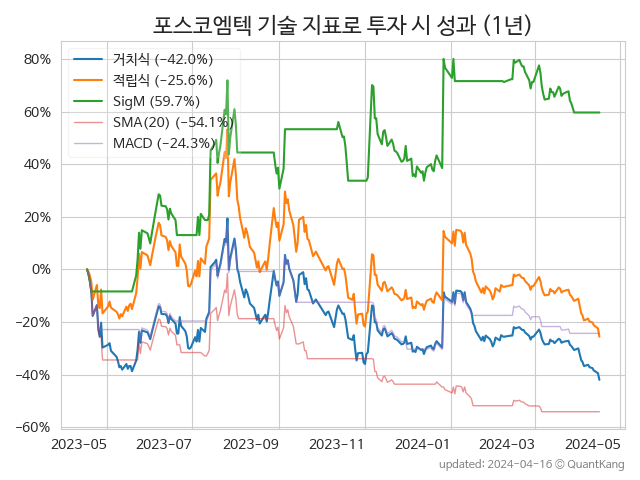 포스코엠텍 기술 지표로 투자 시 성과 (1년)
거치식 (-42.0%)
적립식 (-25.6%)
SigM (59.7%)
SMA(20) (-54.1%)
MACD (-24.3%)
80%
60%
40%
20%
0%
-20%
-40%
-60%
2023-05 2023-07 2023-09 2023-11 2024-01 2024-03 2024-05
updated: 2024-04-16 © QuantKang